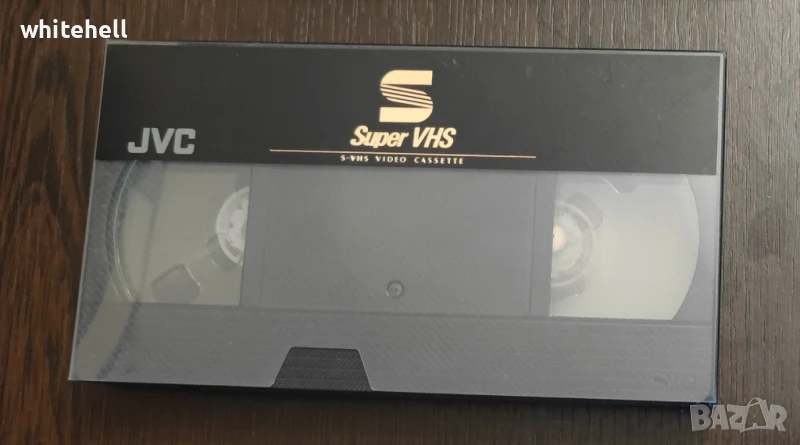 whitehell
S
Super VHS
JVC
S-VHS VIDEO CASSETTE
BAZAR